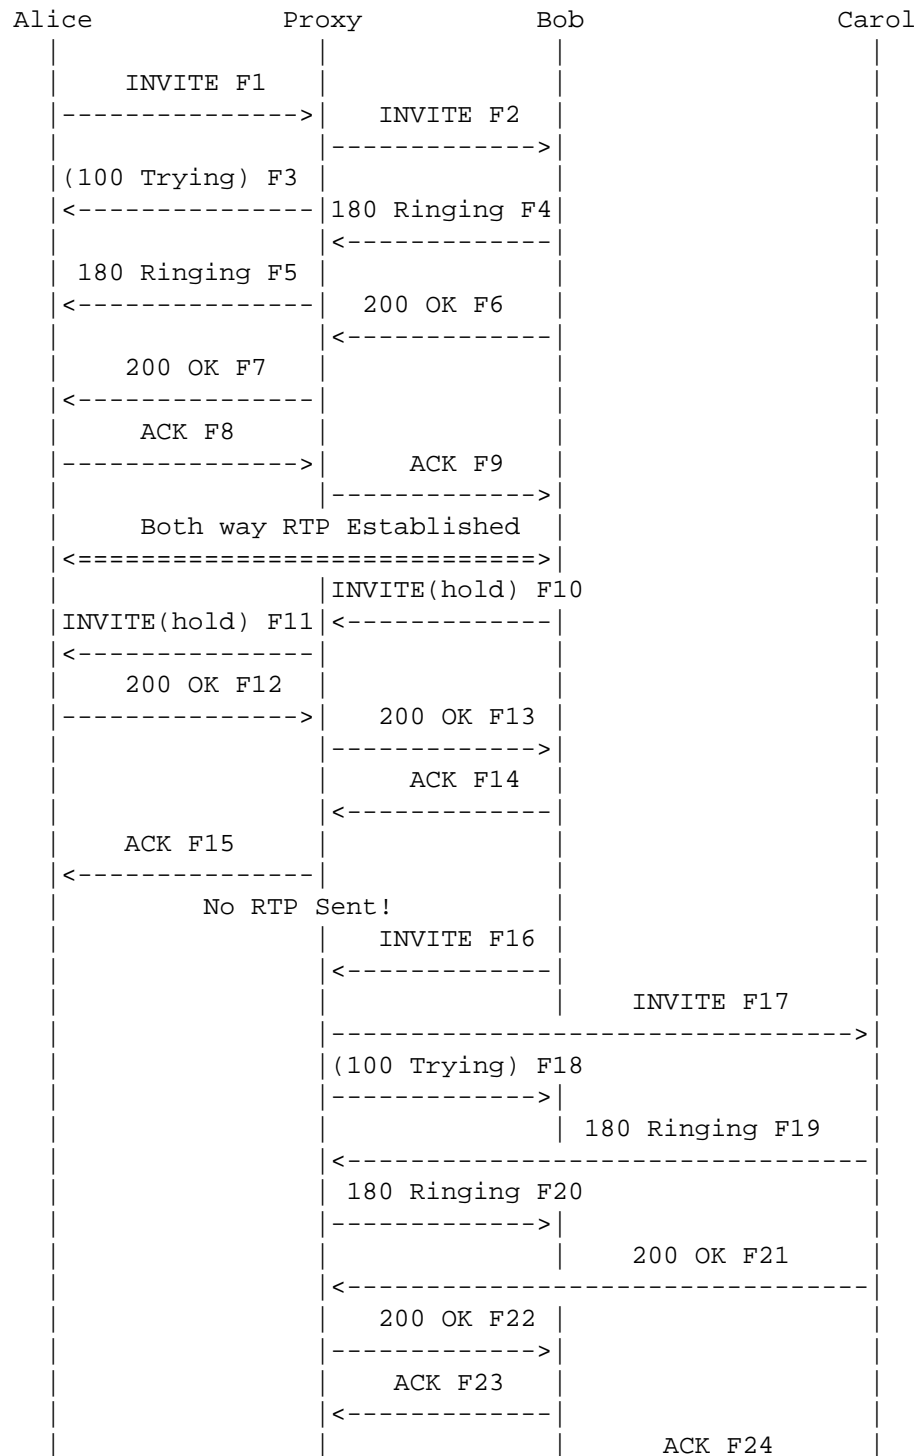 Alice            Proxy          Bob                Carol
  |                |              |                   |
  |    INVITE F1   |              |                   |
  |--------------->|   INVITE F2  |                   |
  |                |------------->|                   |
  |(100 Trying) F3 |              |                   |
  |<---------------|180 Ringing F4|                   |
  |                |<-------------|                   |
  | 180 Ringing F5 |              |                   |
  |<---------------|  200 OK F6   |                   |
  |                |<-------------|                   |
  |    200 OK F7   |              |                   |
  |<---------------|              |                   |
  |     ACK F8     |              |                   |
  |--------------->|     ACK F9   |                   |
  |                |------------->|                   |
  |     Both way RTP Established  |                   |
  |<=============================>|                   |
  |                |INVITE(hold) F10                  |
  |INVITE(hold) F11|<-------------|                   |
  |<---------------|              |                   |
  |    200 OK F12  |              |                   |
  |--------------->|   200 OK F13 |                   |
  |                |------------->|                   |
  |                |     ACK F14  |                   |
  |                |<-------------|                   |
  |    ACK F15     |              |                   |
  |<---------------|              |                   |
  |         No RTP Sent!          |                   |
  |                |   INVITE F16 |                   |
  |                |<-------------|                   |
  |                |              |    INVITE F17     |
  |                |--------------------------------->|
  |                |(100 Trying) F18                  |
  |                |------------->|                   |
  |                |              | 180 Ringing F19   |
  |                |<---------------------------------|
  |                | 180 Ringing F20                  |
  |                |------------->|                   |
  |                |              |    200 OK F21     |
  |                |<---------------------------------|
  |                |   200 OK F22 |                   |
  |                |------------->|                   |
  |                |    ACK F23   |                   |
  |                |<-------------|                   |
  |                |              |      ACK F24      |